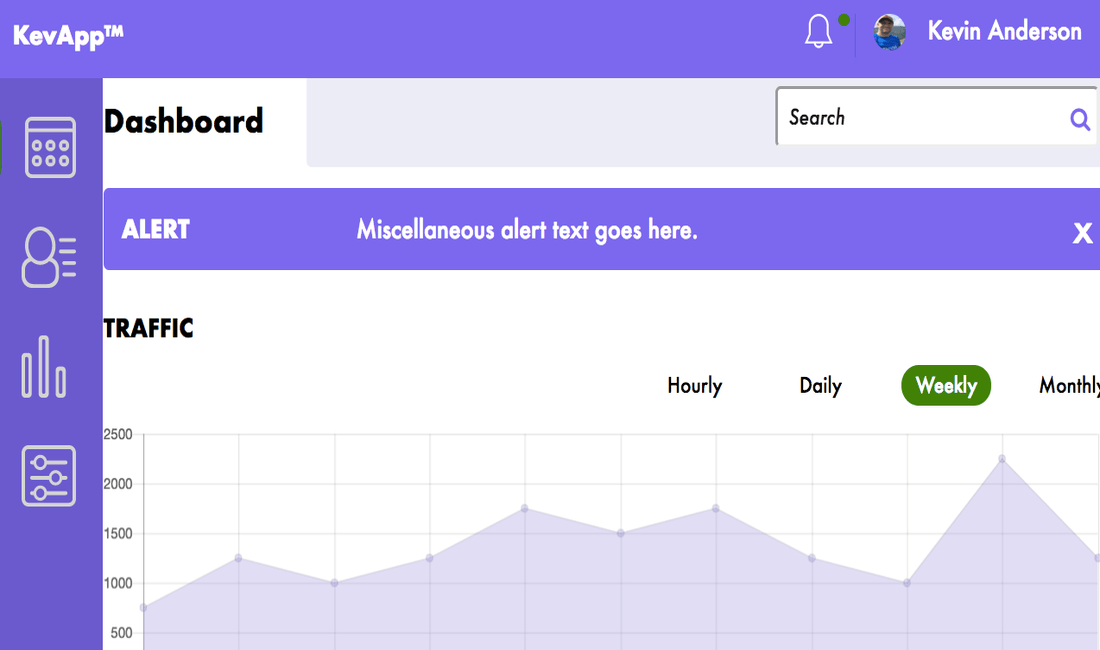 KevApp™
Kevin Anderson
Dashboard
Search
ALERT Miscellaneous alert text goes here. X
TRAFFIC
Hourly Daily Weekly Monthly
2500
2000
1500
1000
500